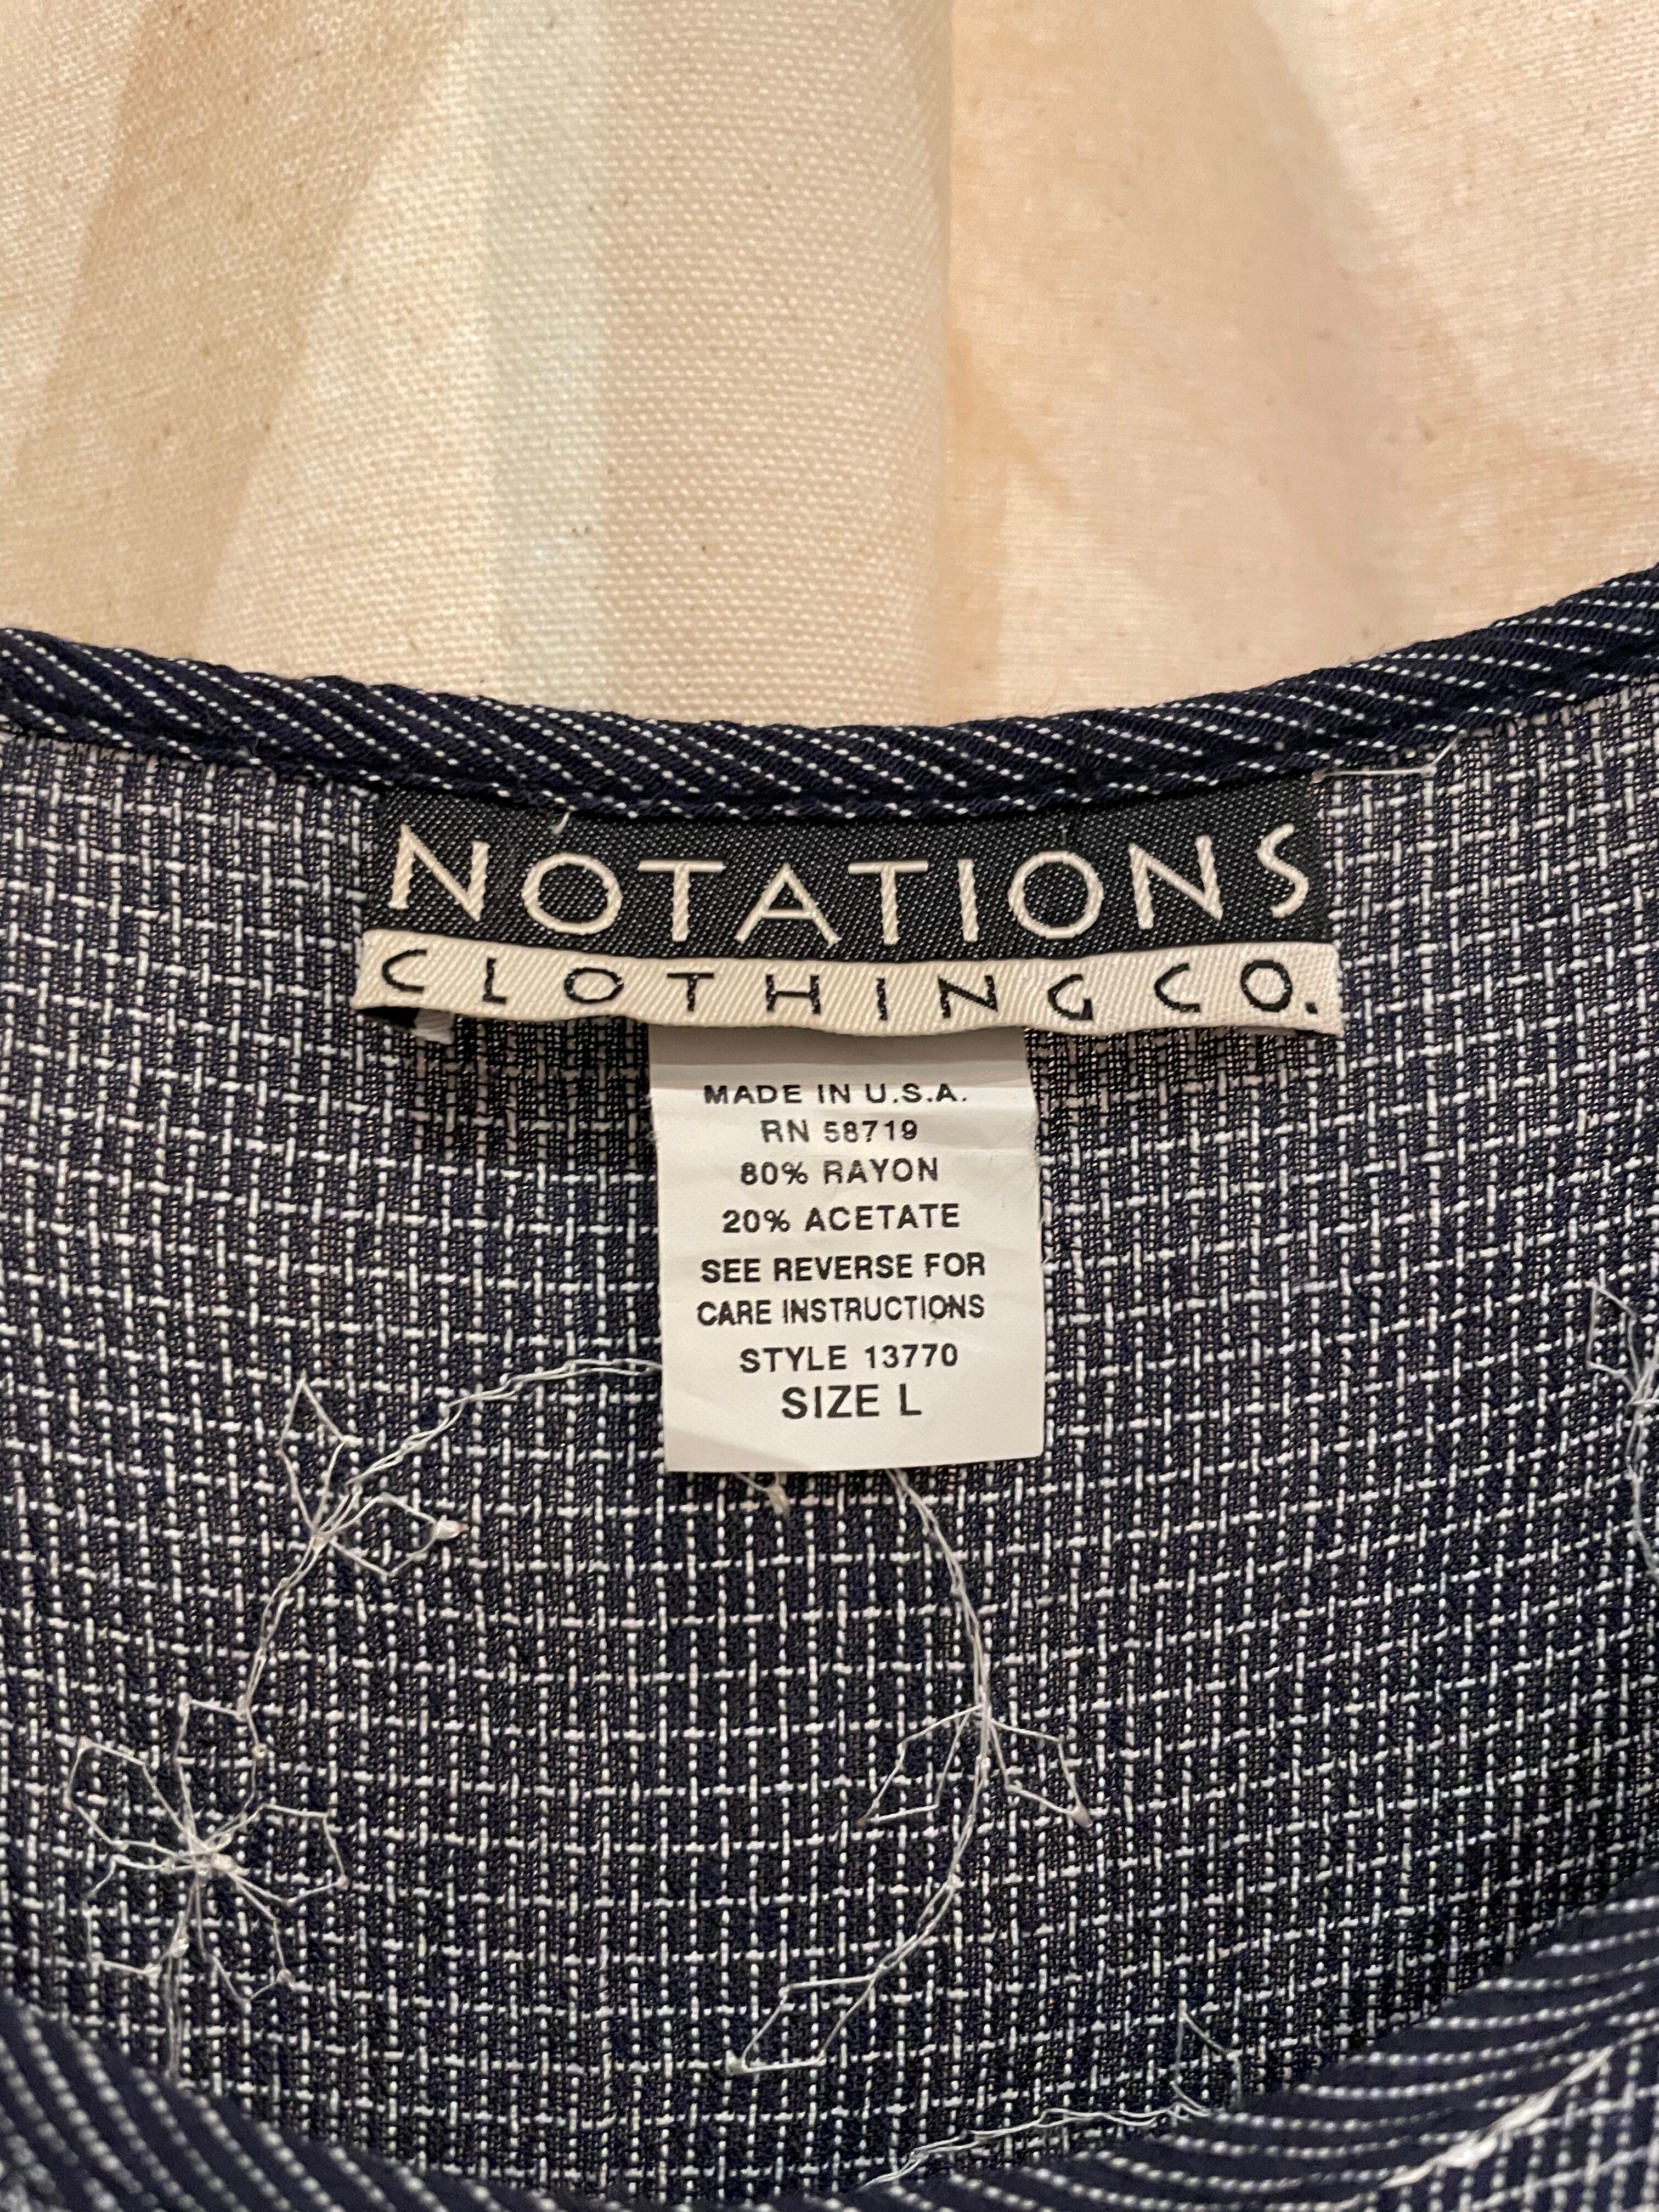 NOTATIONS
CLOTHING CO.
MADE IN U.S.A.
RN 58719
80% RAYON
20% ACETATE
SEE REVERSE FOR
CARE INSTRUCTIONS
STYLE 13770
SIZE L